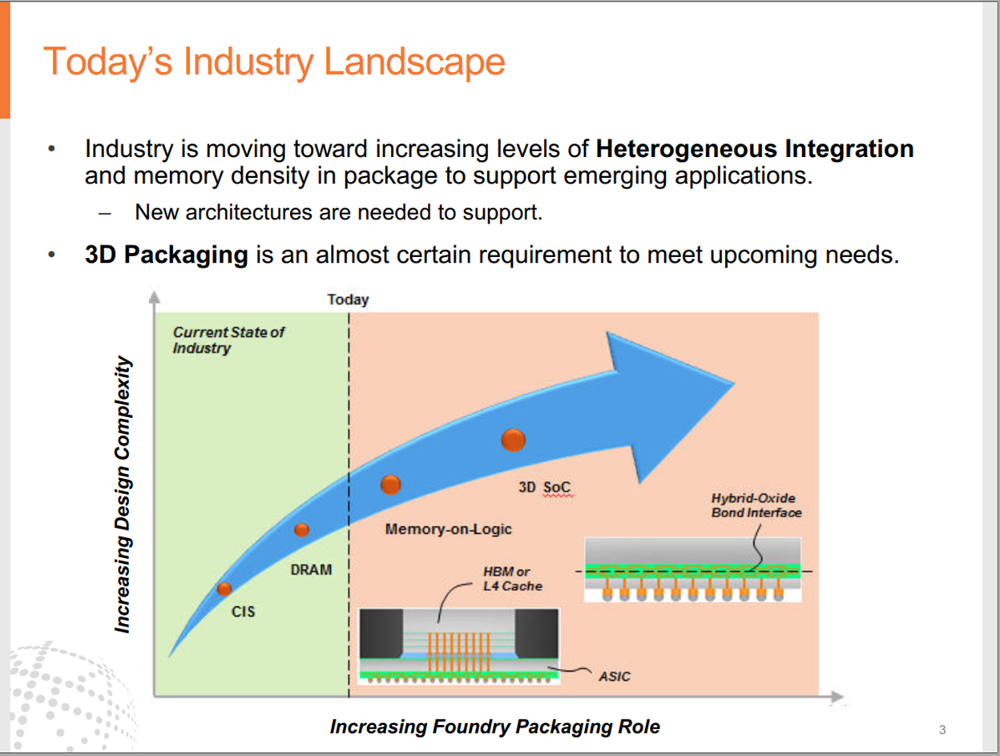 Today’s Industry Landscape
• Industry is moving toward increasing levels of Heterogeneous Integration
and memory density in package to support emerging applications.
– New architectures are needed to support.
• 3D Packaging is an almost certain requirement to meet upcoming needs.
Today
Current State of
Industry
Increasing Design Complexity
3D SoC
Hybrid-Oxide
Bond Interface
Memory-on-Logic
DRAM
HBM or
L4 Cache
CIS
ASIC
Increasing Foundry Packaging Role
3